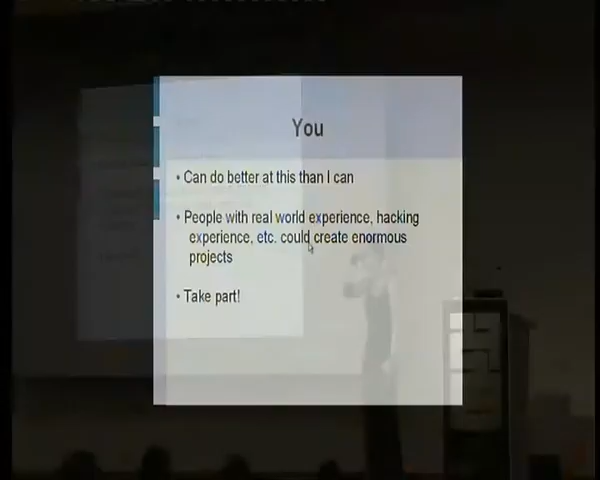 You
• Can do better at this than I can
• People with real world experience, hacking
experience, etc. could create enormous
projects
• Take part!